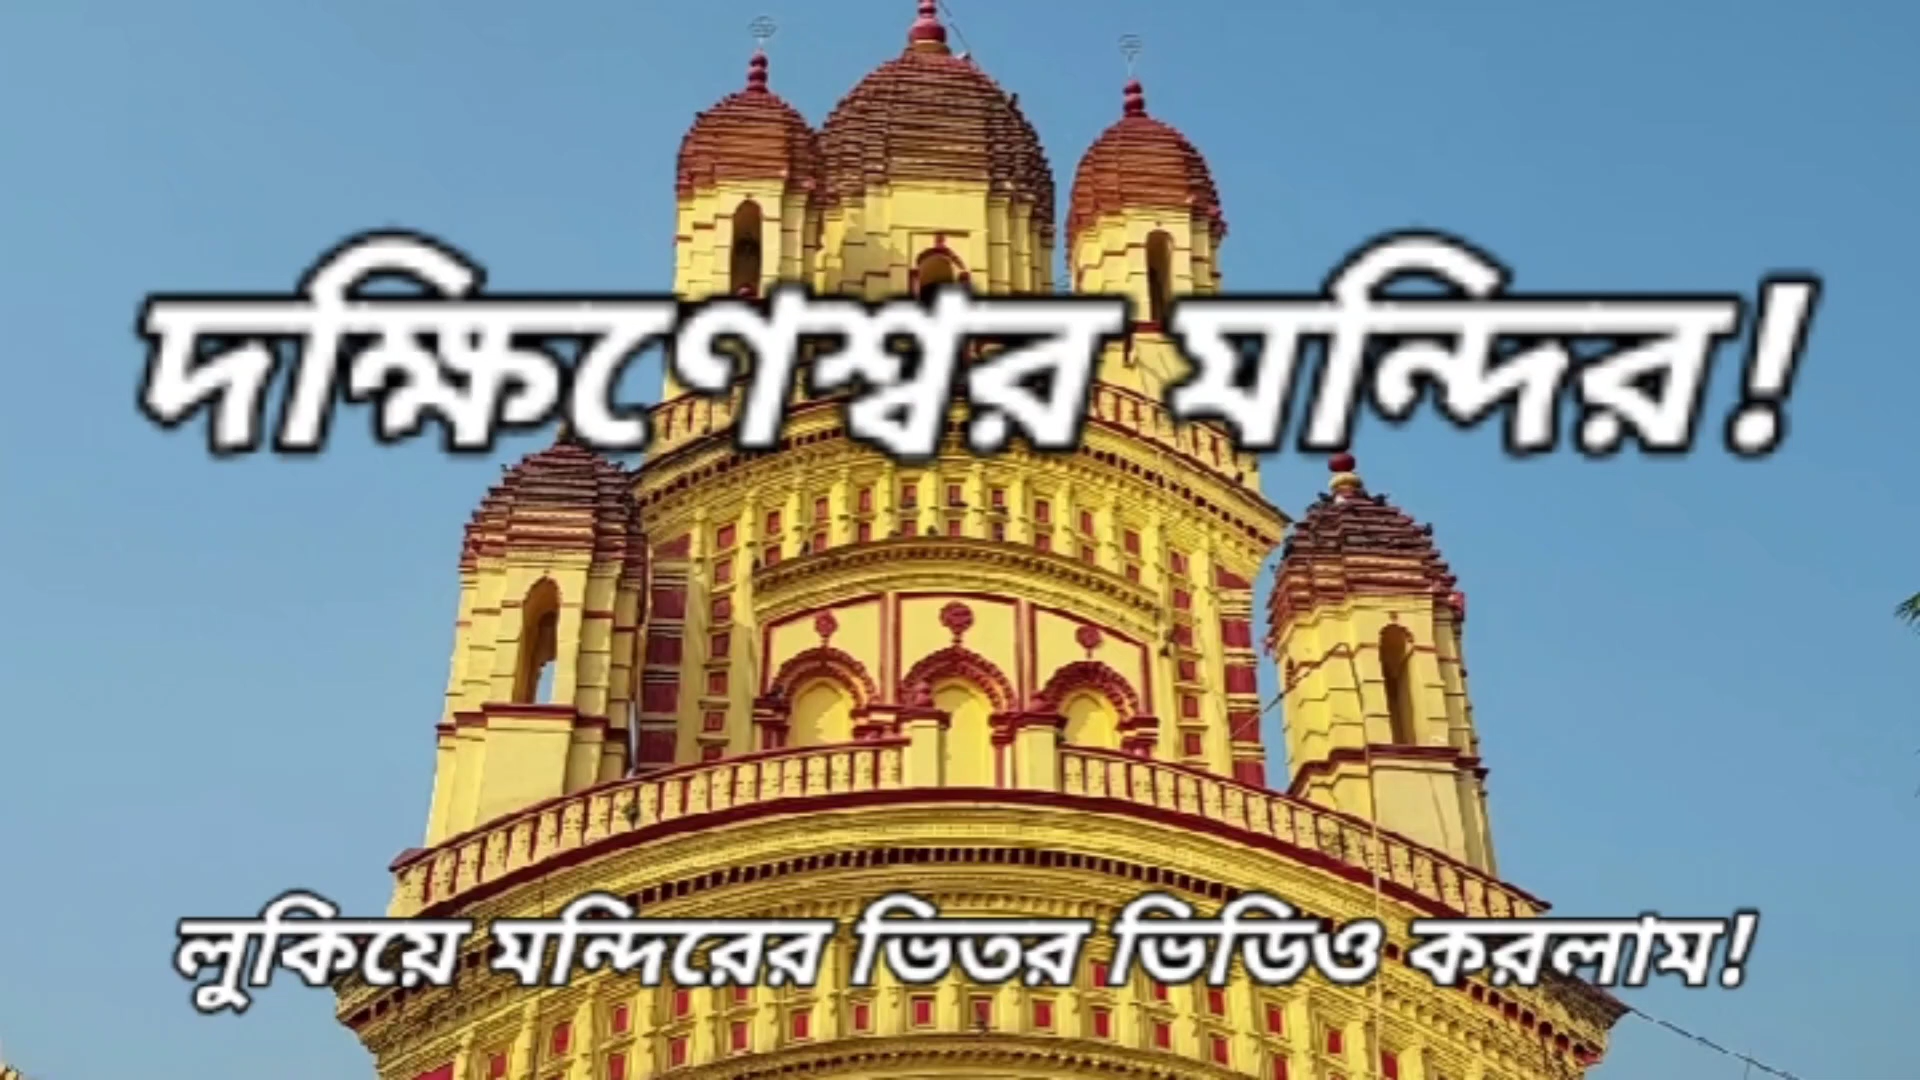 দক্ষিণেশ্বর মন্দির!
লুকিয়ে মন্দিরের ভিতর ভিডিও করলাম!